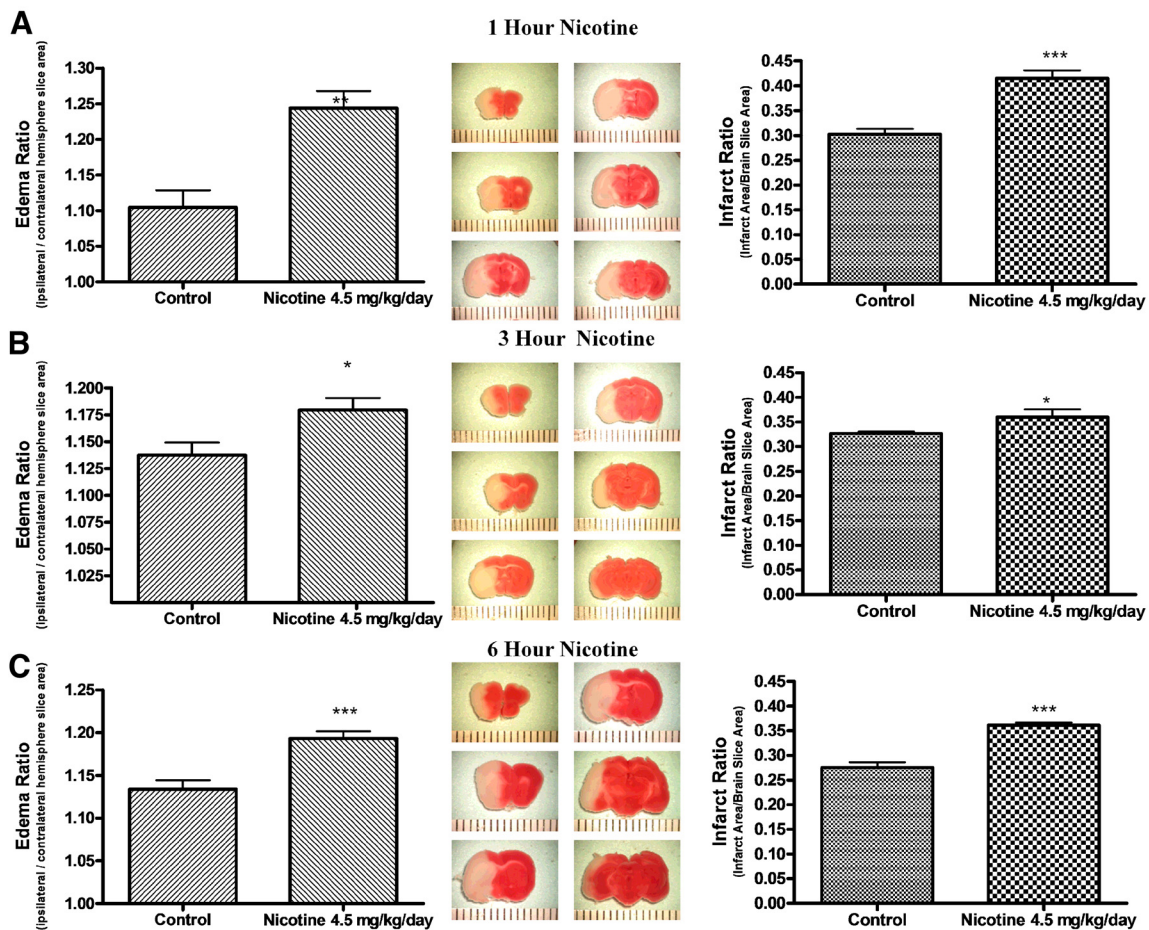 A
1 Hour Nicotine
Edema Ratio
(ipsilateral / contralateral hemisphere slice area)
1.30
1.25
1.20
1.15
1.10
1.05
1.00
**
Control
Nicotine 4.5 mg/kg/day
Infarct Ratio
(Infarct Area/Brain Slice Area)
0.45
0.40
0.35
0.30
0.25
0.20
0.15
0.10
0.05
0.00
***
Control
Nicotine 4.5 mg/kg/day
B
3 Hour Nicotine
Edema Ratio
(ipsilateral / contralateral hemisphere slice area)
1.200
1.175
1.150
1.125
1.100
1.075
1.050
1.025
*
Control
Nicotine 4.5 mg/kg/day
Infarct Ratio
(Infarct Area/Brain Slice Area)
0.45
0.40
0.35
0.30
0.25
0.20
0.15
0.10
0.05
0.00
*
Control
Nicotine 4.5 mg/kg/day
C
6 Hour Nicotine
Edema Ratio
(ipsilateral / contralateral hemisphere slice area)
1.25
1.20
1.15
1.10
1.05
1.00
***
Control
Nicotine 4.5 mg/kg/day
Infarct Ratio
(Infarct Area/Brain Slice Area)
0.45
0.40
0.35
0.30
0.25
0.20
0.15
0.10
0.05
0.00
***
Control
Nicotine 4.5 mg/kg/day